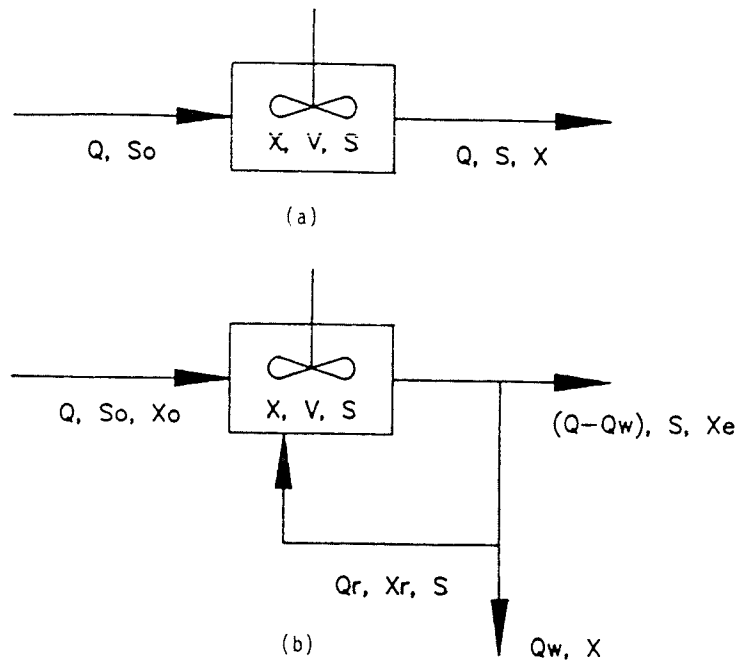 X, V, S
Q, So
Q, S, X
(a)
X, V, S
Q, So, Xo
(Q-Qw), S, Xe
Qr, Xr, S
(b)
Qw, X